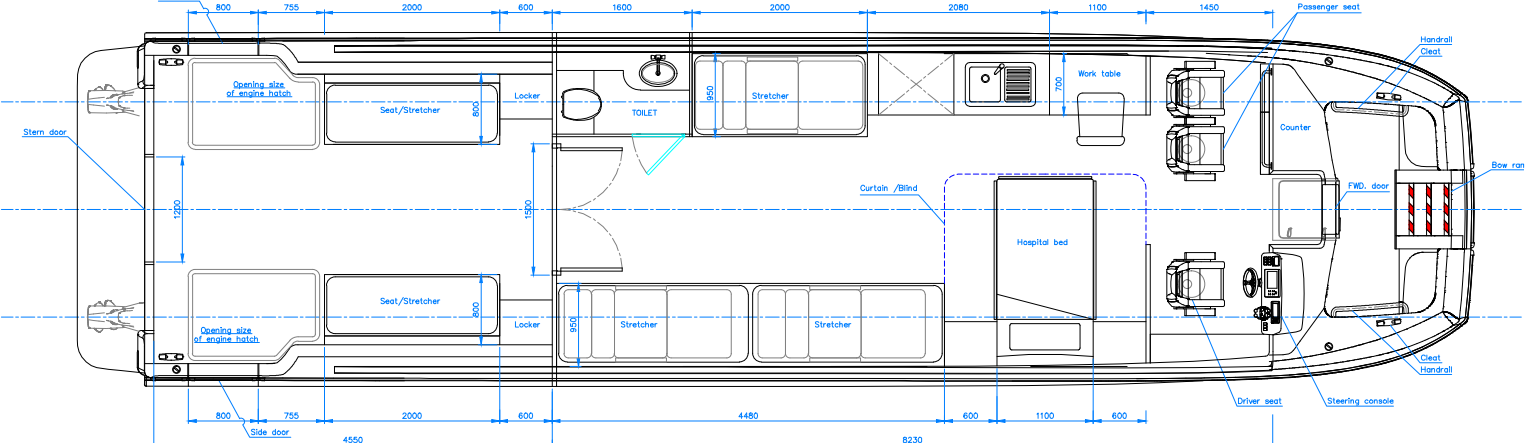 800 755 2000 600 1600 2000 2080 1100 1450
Passenger seat
Handrail
Cleat
Opening size
of engine hatch
Seat/Stretcher
800
Locker
TOILET
950
Stretcher
Work table
700
Counter
Stern door
1200
1500
Curtain /Blind
Hospital bed
FWD. door
Bow ram
Opening size
of engine hatch
Seat/Stretcher
800
Locker
950
Stretcher
Stretcher
Cleat
Handrail
Driver seat
Steering console
800 755 2000 600 4480 600 1100 600
Side door
4550 8230